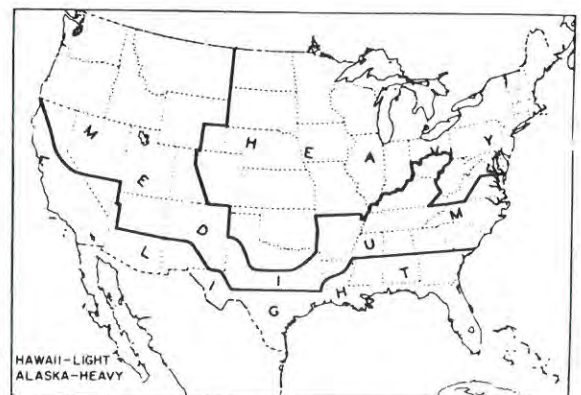 H E A V Y
M E D I U M
L I G H T
HAWAII-LIGHT
ALASKA-HEAVY